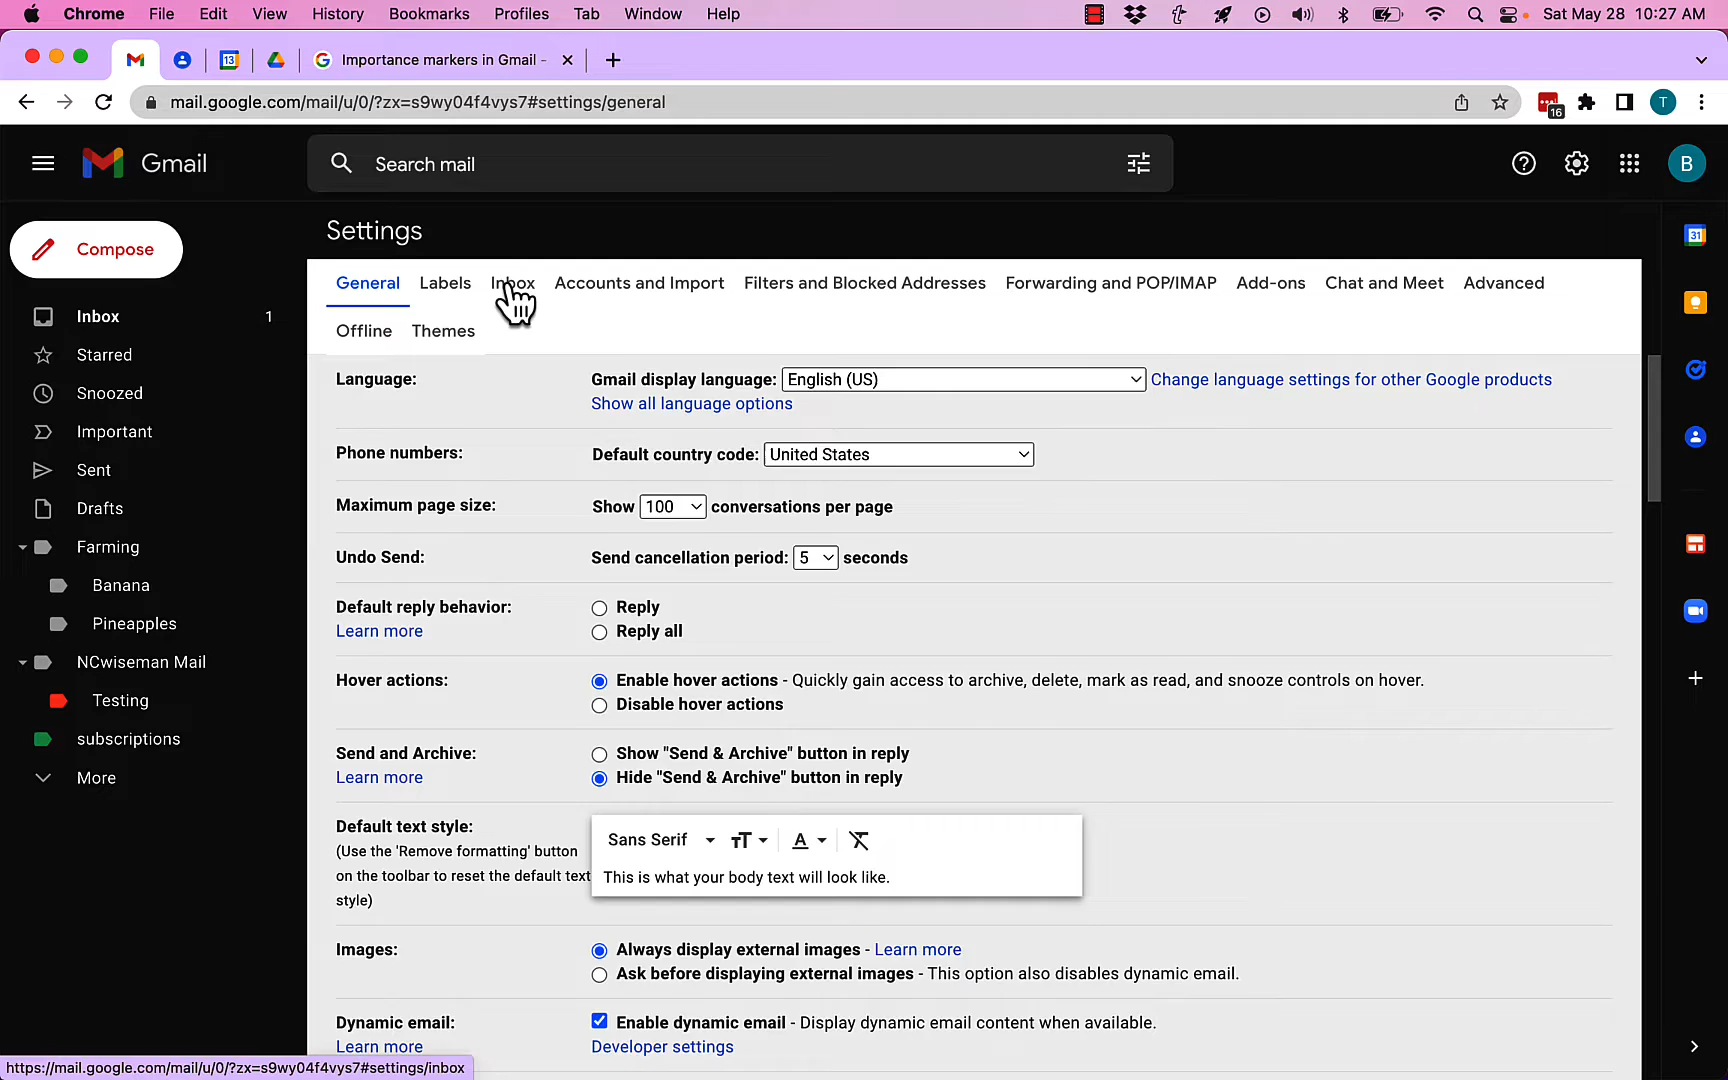 Chrome File Edit View History Bookmarks Profiles Tab Window Help Sat May 28 10:27 AM
13 Importance markers in Gmail -
mail.google.com/mail/u/0/?zx=s9wy04f4vys7#settings/general 16 T
Gmail Search mail B
Settings
Compose
General Labels Inbox Accounts and Import Filters and Blocked Addresses Forwarding and POP/IMAP Add-ons Chat and Meet Advanced
Offline Themes
Inbox 1
Starred
Snoozed
Important
Sent
Drafts
Farming
Banana
Pineapples
NCwiseman Mail
Testing
subscriptions
More
Language: Gmail display language: English (US) Change language settings for other Google products
Show all language options
Phone numbers: Default country code: United States
Maximum page size: Show 100 conversations per page
Undo Send: Send cancellation period: 5 seconds
Default reply behavior: Reply
Learn more Reply all
Hover actions: Enable hover actions - Quickly gain access to archive, delete, mark as read, and snooze controls on hover.
Disable hover actions
Send and Archive: Show "Send & Archive" button in reply
Learn more Hide "Send & Archive" button in reply
Default text style:
(Use the 'Remove formatting' button
on the toolbar to reset the default text
style)
Sans Serif
This is what your body text will look like.
Images: Always display external images - Learn more
Ask before displaying external images - This option also disables dynamic email.
Dynamic email: Enable dynamic email - Display dynamic email content when available.
Learn more Developer settings
31
https://mail.google.com/mail/u/0/?zx=s9wy04f4vys7#settings/inbox